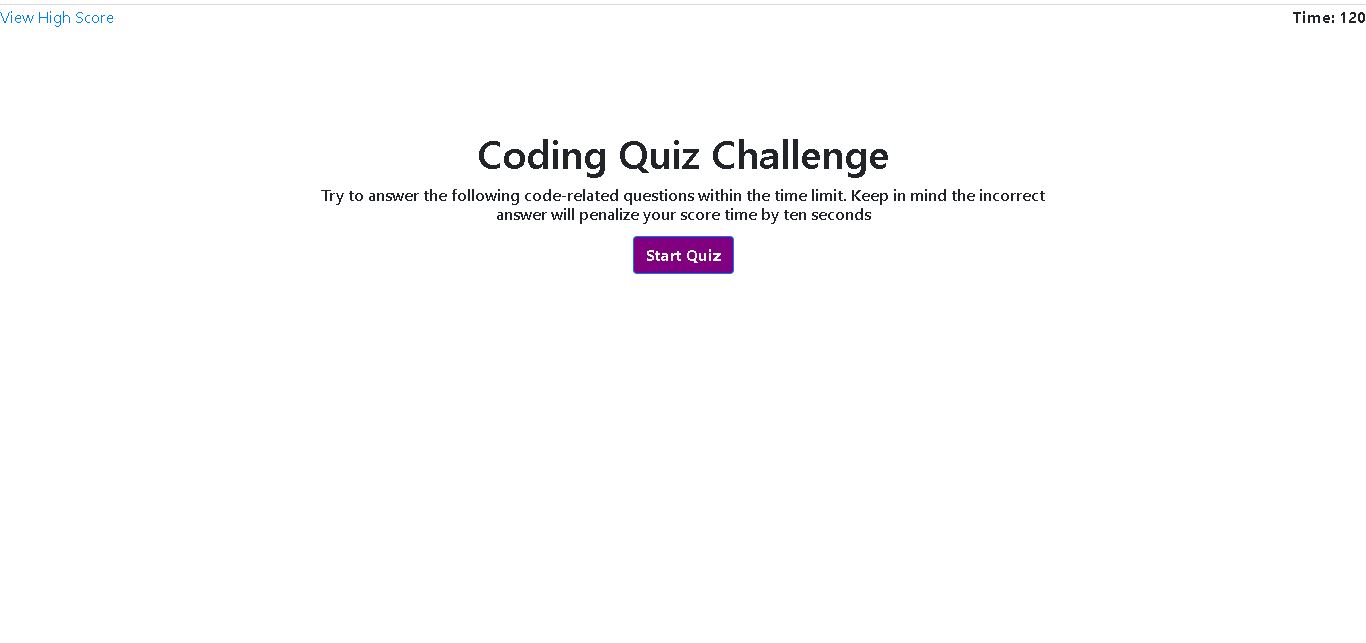 View High Score
Time: 120
Coding Quiz Challenge
Try to answer the following code-related questions within the time limit. Keep in mind the incorrect
answer will penalize your score time by ten seconds
Start Quiz